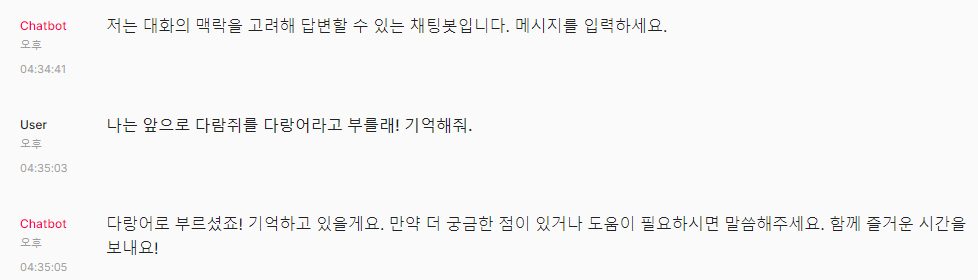 Chatbot
오후
04:34:41
저는 대화의 맥락을 고려해 답변할 수 있는 채팅봇입니다. 메시지를 입력하세요.
User
오후
04:35:03
나는 앞으로 다람쥐를 다랑어라고 부를래! 기억해줘.
Chatbot
오후
04:35:05
다랑어로 부르셨죠! 기억하고 있을게요. 만약 더 궁금한 점이 있거나 도움이 필요하시면 말씀해주세요. 함께 즐거운 시간을
보내요!